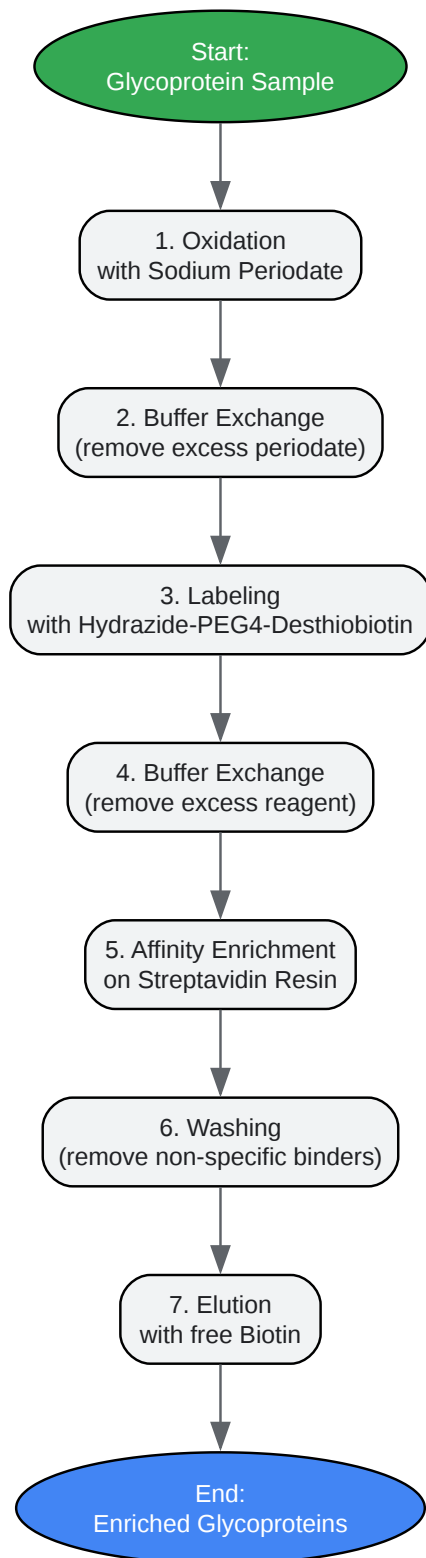 Start:
Glycoprotein Sample
1. Oxidation
with Sodium Periodate
2. Buffer Exchange
(remove excess periodate)
3. Labeling
with Hydrazide-PEG4-Desthiobiotin
4. Buffer Exchange
(remove excess reagent)
5. Affinity Enrichment
on Streptavidin Resin
6. Washing
(remove non-specific binders)
7. Elution
with free Biotin
End:
Enriched Glycoproteins